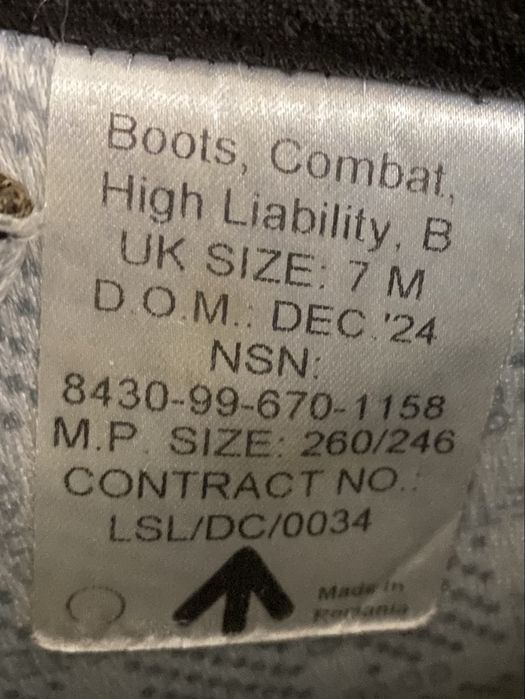 Boots, Combat,
High Liability, B
UK SIZE: 7 M
D.O.M.: DEC.'24
NSN:
8430-99-670-1158
M.P. SIZE: 260/246
CONTRACT NO.:
LSL/DC/0034
Made in
Romania